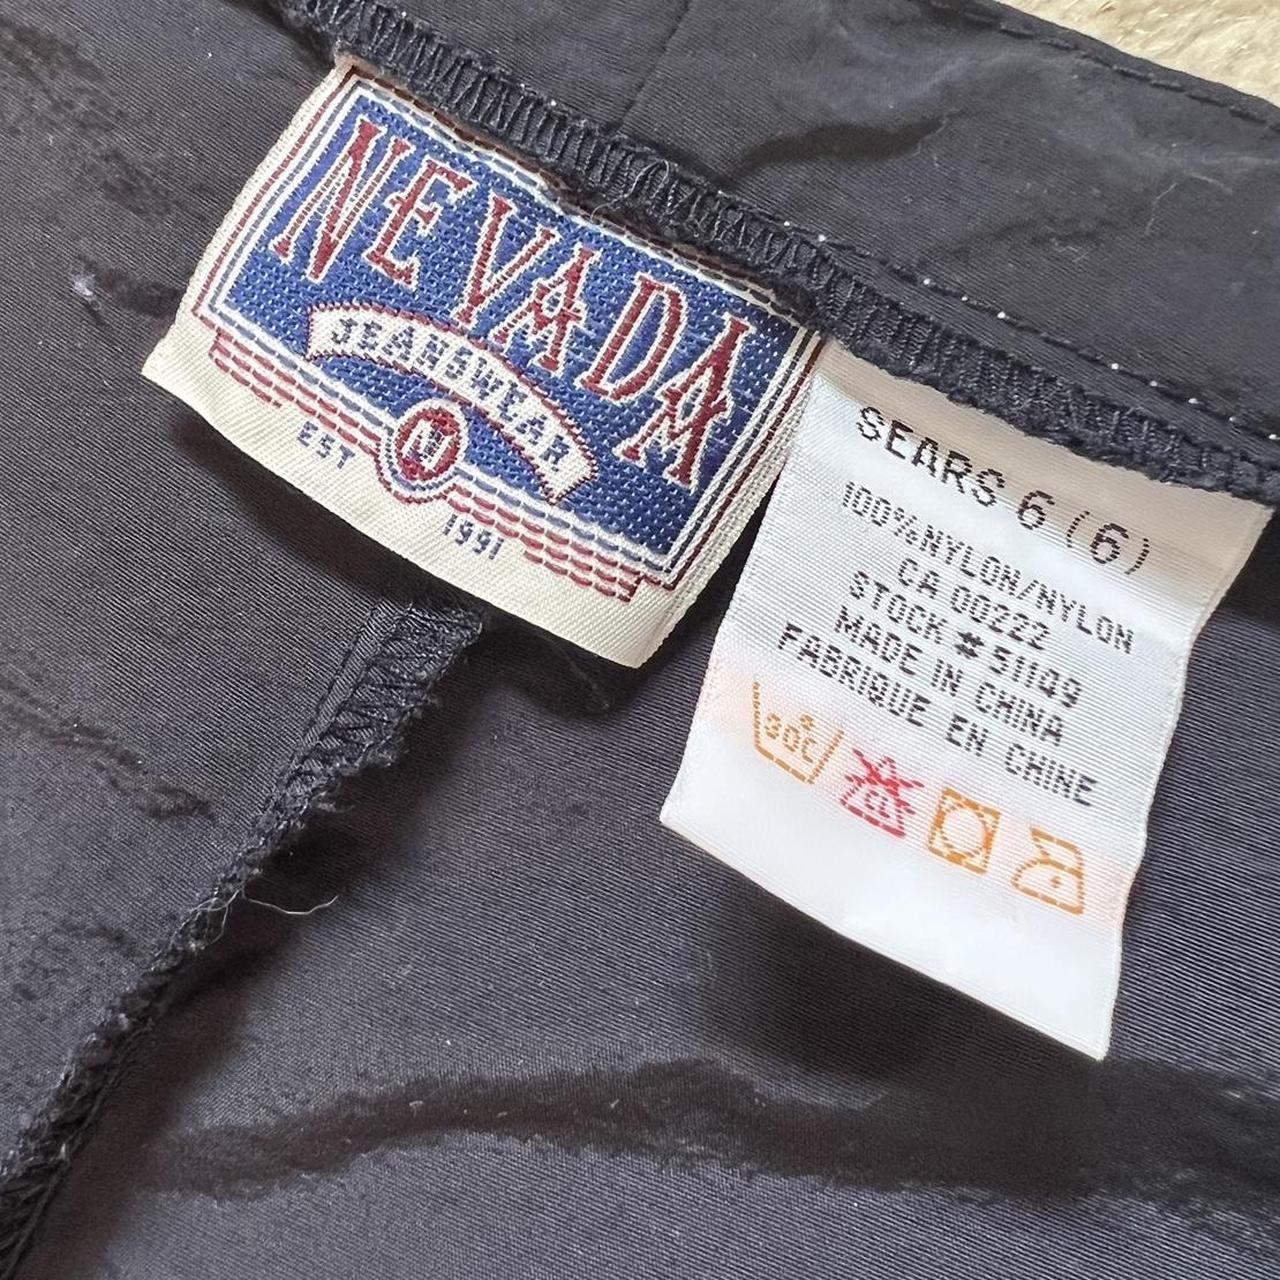 NEVADA
JEANSWEAR
N
EST 1991
SEARS 6 (6)
100%NYLON/NYLON
CA 00222
STOCK # 51149
MADE IN CHINA
FABRIQUE EN CHINE
30°C